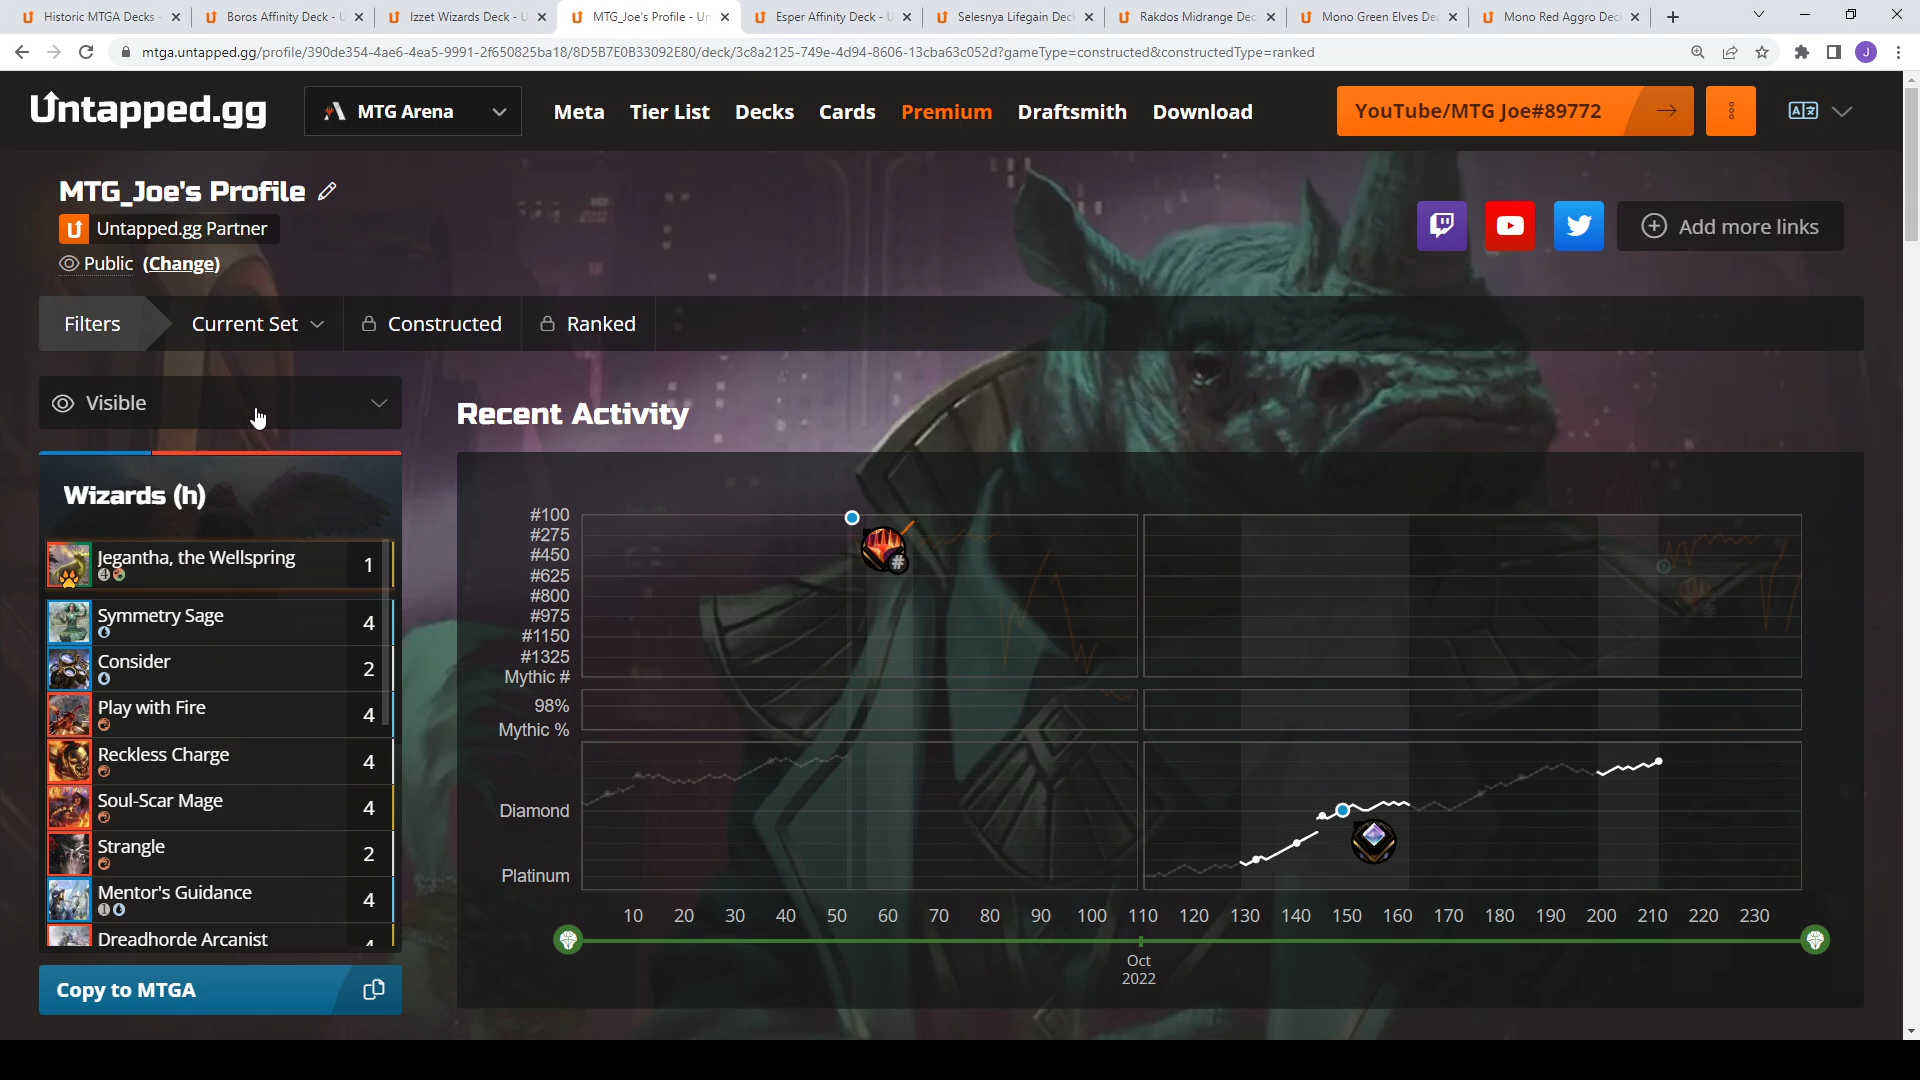 Historic MTGA Decks -
Boros Affinity Deck - U
Izzet Wizards Deck - U
MTG_Joe's Profile - Un
Esper Affinity Deck - U
Selesnya Lifegain Deck
Rakdos Midrange Dec
Mono Green Elves De
Mono Red Aggro Dec
mtga.untapped.gg/profile/390de354-4ae6-4ea5-9991-2f650825ba18/8D5B7E0B33092E80/deck/3c8a2125-749e-4d94-8606-13cba63c052d?gameType=constructed&constructedType=ranked
J
Untapped.gg
MTG Arena
Meta
Tier List
Decks
Cards
Premium
Draftsmith
Download
YouTube/MTG Joe#89772
MTG_Joe's Profile
Untapped.gg Partner
Public (Change)
Add more links
Filters
Current Set
Constructed
Ranked
Visible
Recent Activity
Wizards (h)
Jegantha, the Wellspring 1
Symmetry Sage 4
Consider 2
Play with Fire 4
Reckless Charge 4
Soul-Scar Mage 4
Strangle 2
Mentor's Guidance 4
1
Dreadhorde Arcanist 4
Copy to MTGA
#100
#275
#450
#625
#800
#975
#1150
#1325
Mythic #
98%
Mythic %
Diamond
Platinum
#
10 20 30 40 50 60 70 80 90 100 110 120 130 140 150 160 170 180 190 200 210 220 230
Oct
2022